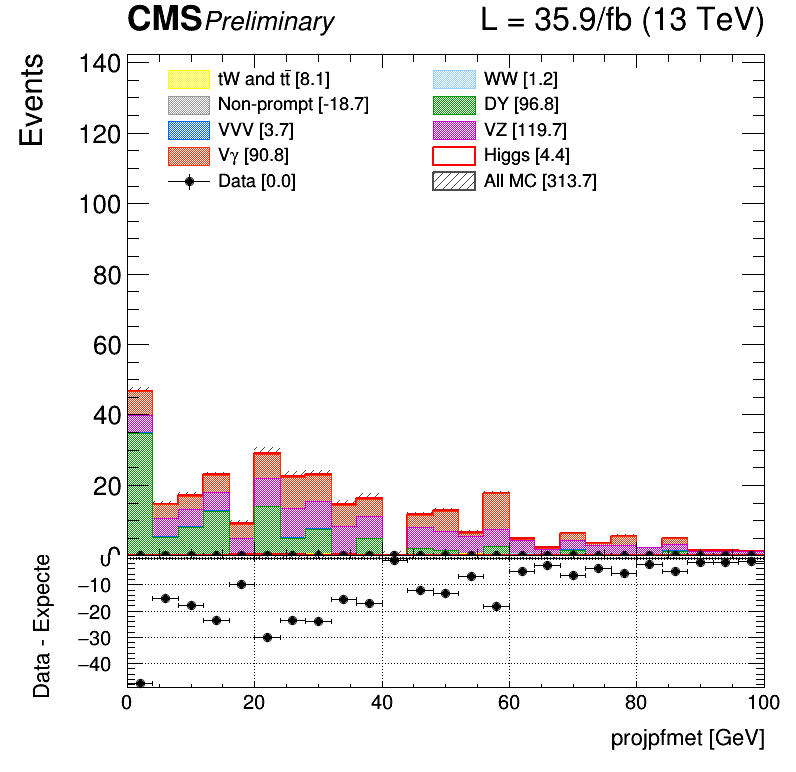 CMS Preliminary L = 35.9/fb (13 TeV)
Events
140
120
100
80
60
40
20
0
tW and tt̄ [8.1] WW [1.2]
Non-prompt [-18.7] DY [96.8]
VVV [3.7] VZ [119.7]
Vγ [90.8] Higgs [4.4]
Data [0.0] All MC [313.7]
Data - Expecte
0
−10
−20
−30
−40
0 20 40 60 80 100
projpfmet [GeV]